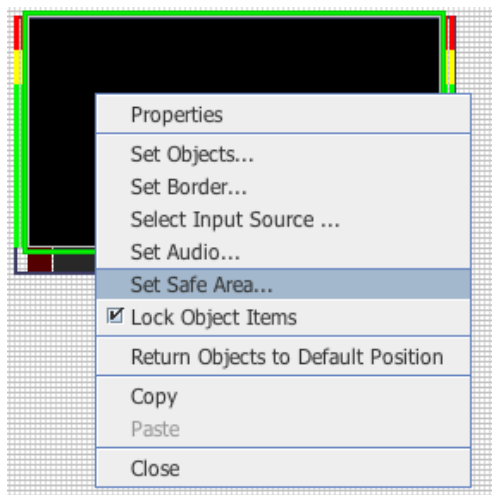 Properties
Set Objects...
Set Border...
Select Input Source ...
Set Audio...
Set Safe Area...
Lock Object Items
Return Objects to Default Position
Copy
Paste
Close